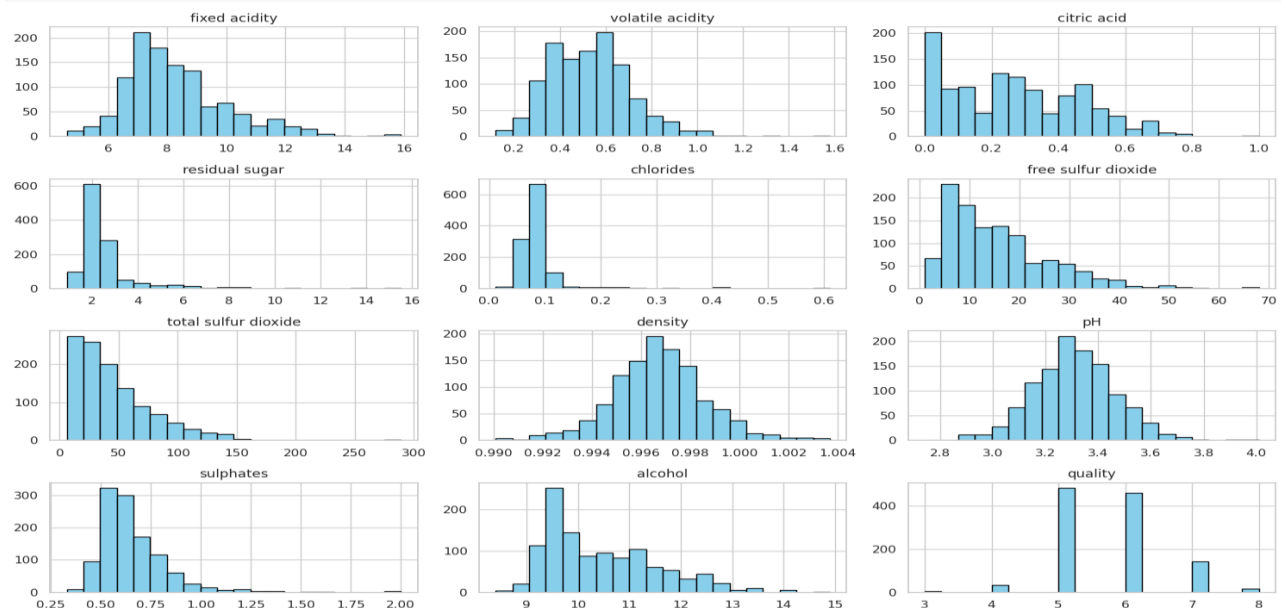 fixed acidity
200
150
100
50
0
6 8 10 12 14 16
volatile acidity
200
150
100
50
0
0.2 0.4 0.6 0.8 1.0 1.2 1.4 1.6
citric acid
200
150
100
50
0
0.0 0.2 0.4 0.6 0.8 1.0
residual sugar
600
400
200
0
2 4 6 8 10 12 14
chlorides
600
400
200
0
0.0 0.1 0.2 0.3 0.4 0.5 0.6
free sulfur dioxide
200
150
100
50
0
0 10 20 30 40 50 60 70
total sulfur dioxide
200
100
0
0 50 100 150 200 250 300
density
200
150
100
50
0
0.990 0.992 0.994 0.996 0.998 1.000 1.002 1.004
pH
200
150
100
50
0
2.8 3.0 3.2 3.4 3.6 3.8 4.0
sulphates
300
200
100
0
0.25 0.50 0.75 1.00 1.25 1.50 1.75 2.00
alcohol
200
100
0
9 10 11 12 13 14 15
quality
400
200
0
3 4 5 6 7 8